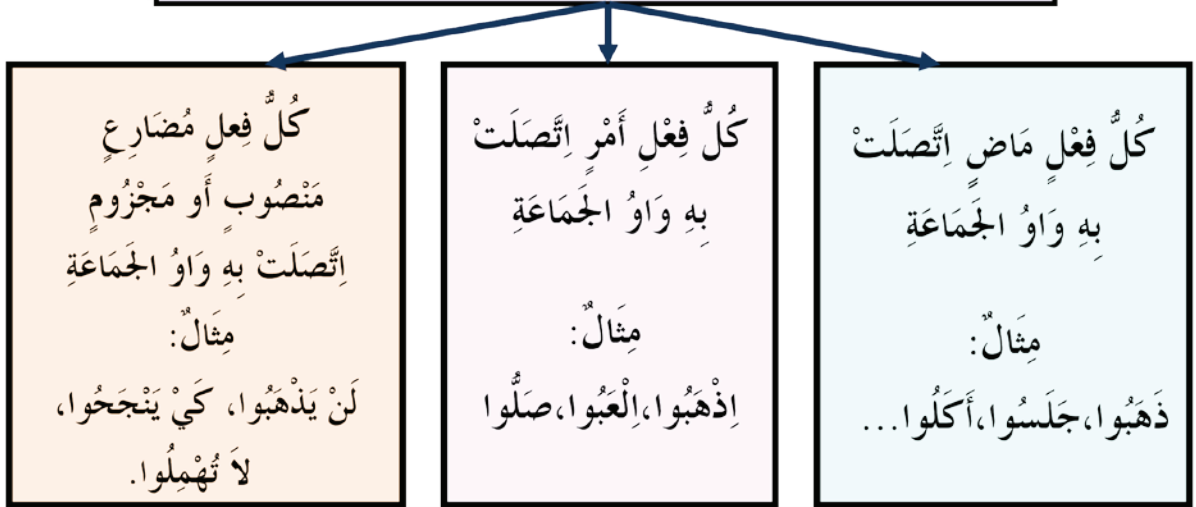 كُلُّ فِعْلٍ مَاضٍ اِتَّصَلَتْ
بِهِ وَاوُ الجَمَاعَةِ
مِثَالٌ:
ذَهَبُوا،جَلَسُوا،أَكَلُوا...
كُلُّ فِعْلِ أَمْرٍ اِتَّصَلَتْ
بِهِ وَاوُ الجَمَاعَةِ
مِثَالٌ:
اِذْهَبُوا،اِلْعَبُوا،صَلُّوا
كُلُّ فِعلٍ مُضَارِعٍ
مَنْصُوبٍ أَو مَجْزُومٍ
اِتَّصَلَتْ بِهِ وَاوُ الجَمَاعَةِ
مِثَالٌ:
لَنْ يَذْهَبُوا، كَيْ يَنْجَحُوا،
لاَ تُهْمِلُوا.